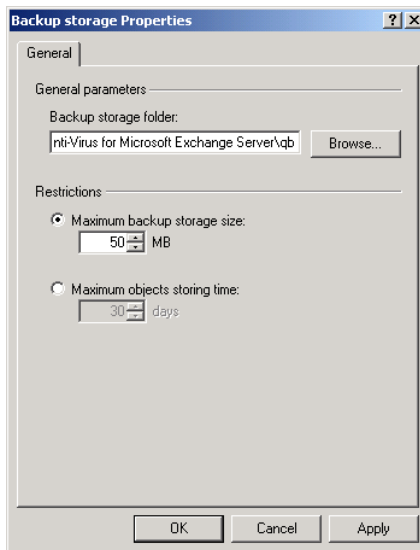 Backup storage Properties
General
General parameters
Backup storage folder:
nti-Virus for Microsoft Exchange Server\qb
Browse...
Restrictions
Maximum backup storage size:
50 MB
Maximum objects storing time:
30 days
OK Cancel Apply